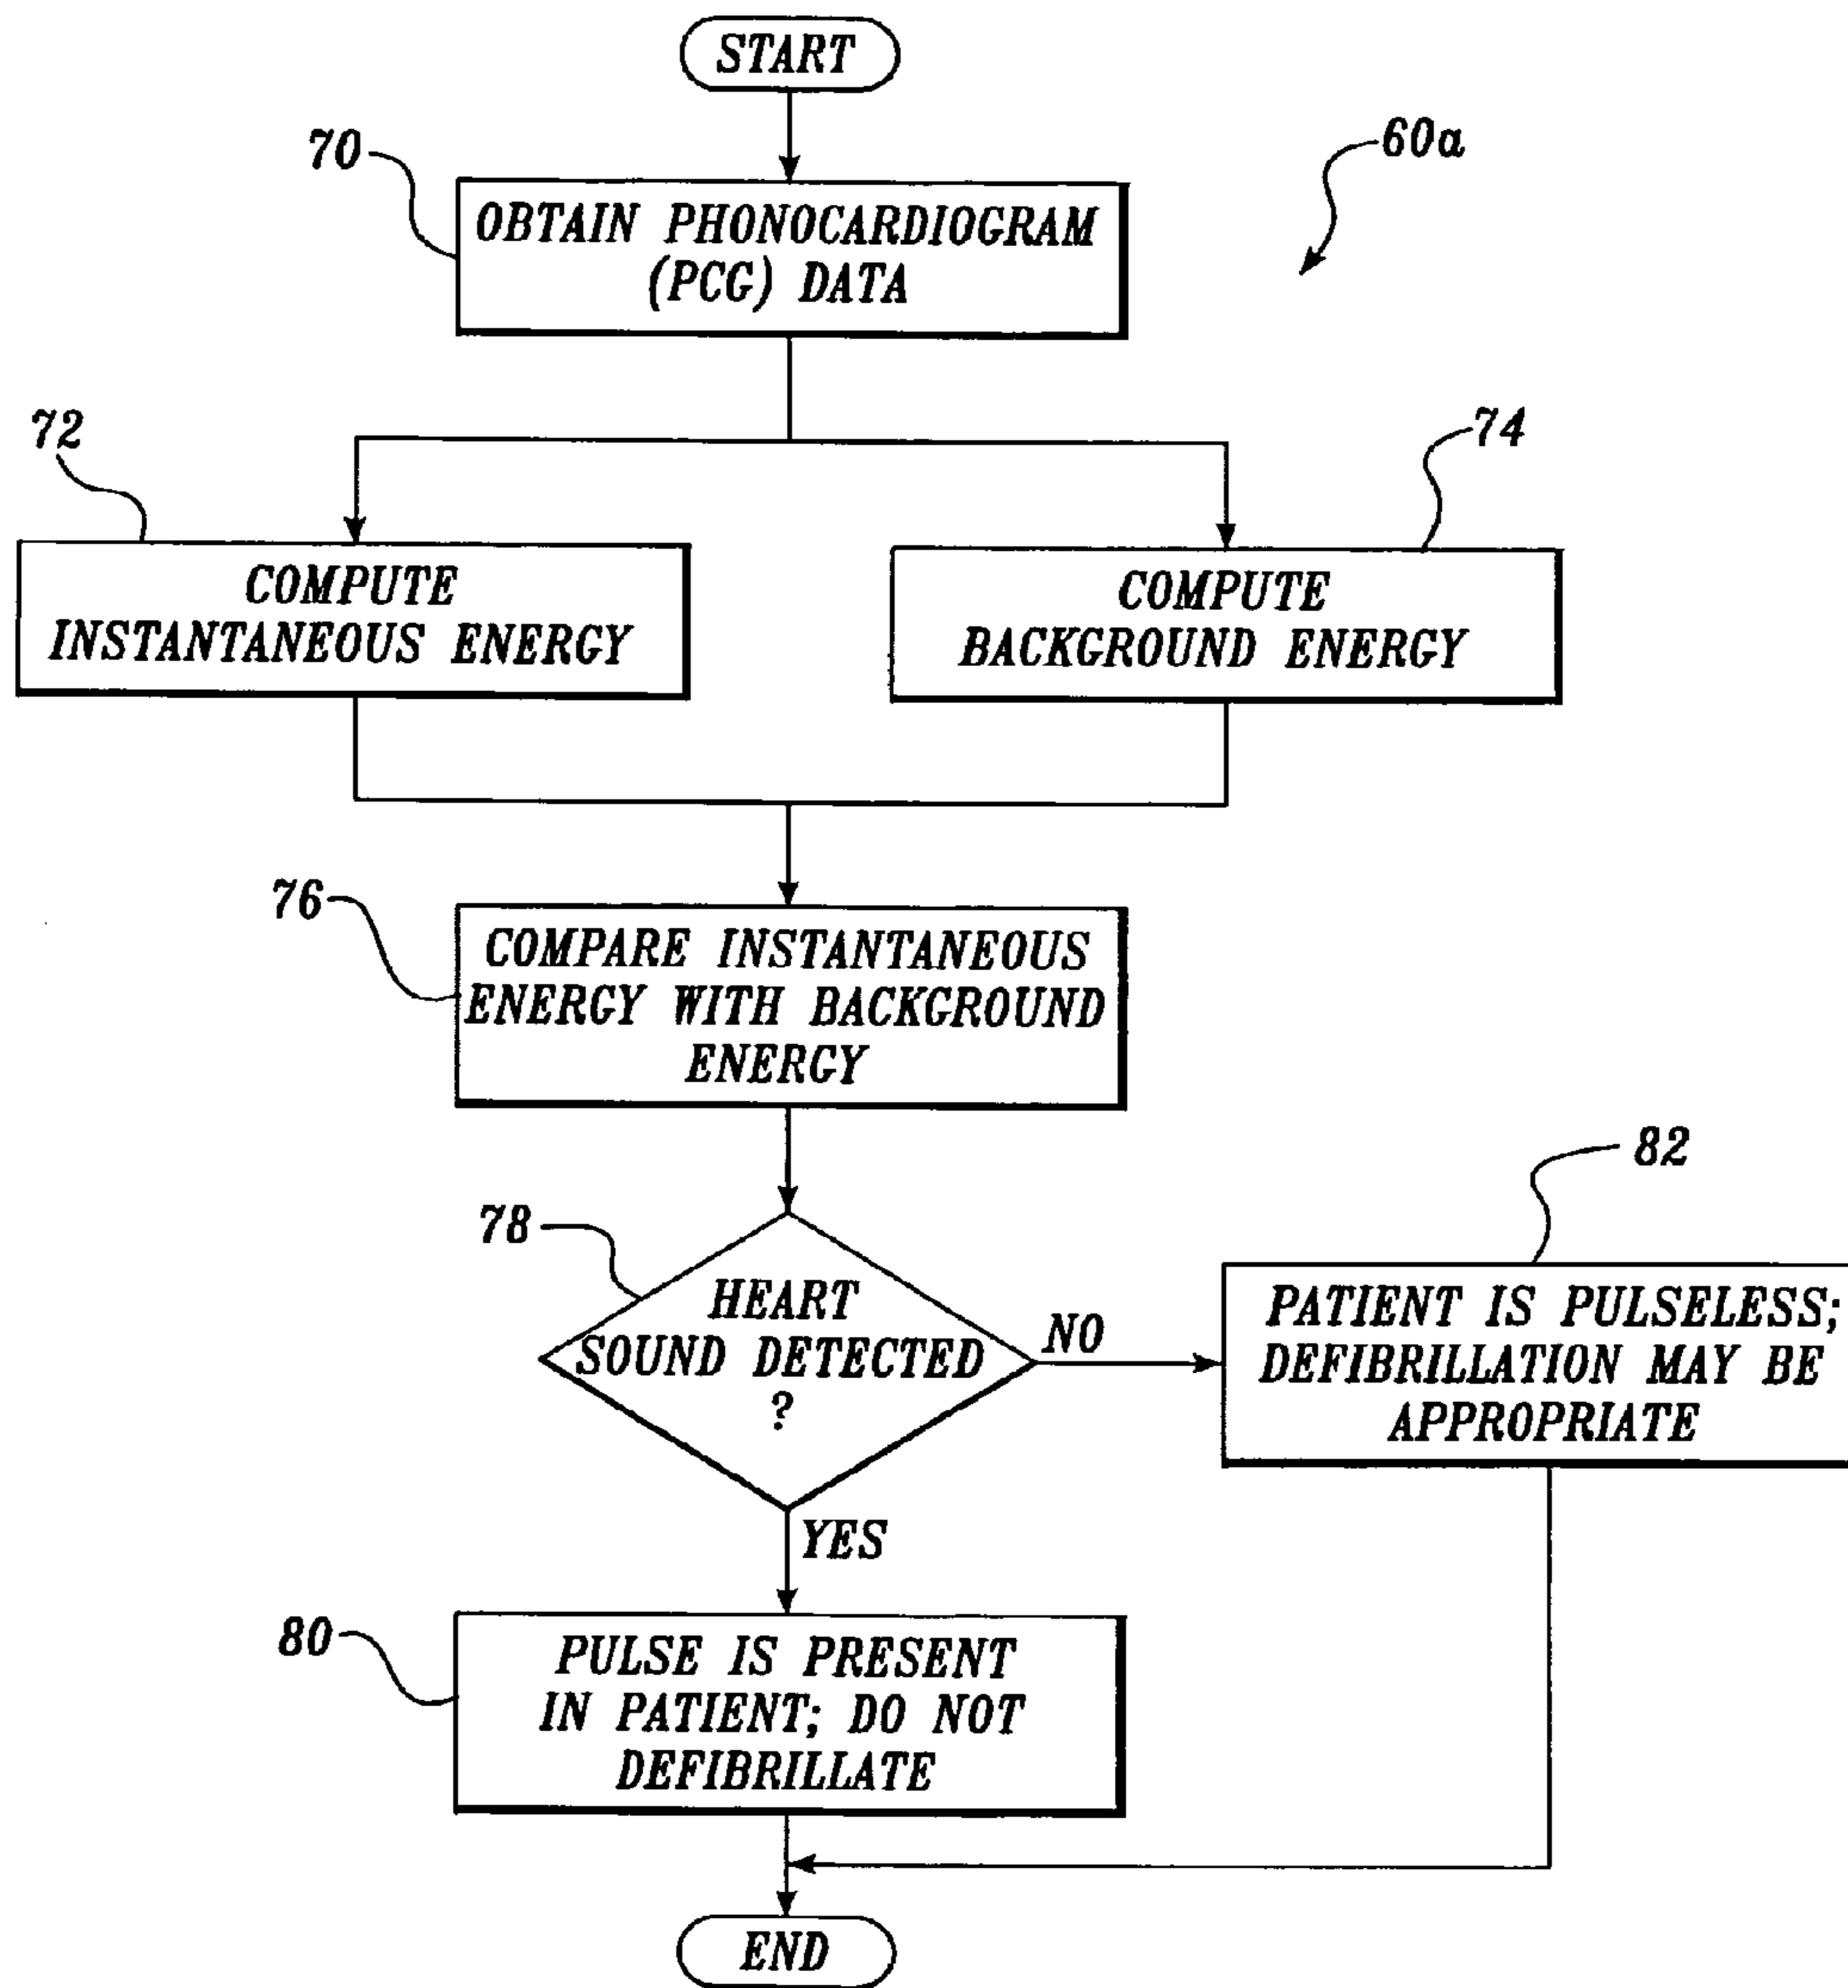 START
70
60a
OBTAIN PHONOCARDIOGRAM
(PCG) DATA
72
74
COMPUTE
INSTANTANEOUS ENERGY
COMPUTE
BACKGROUND ENERGY
76
COMPARE INSTANTANEOUS
ENERGY WITH BACKGROUND
ENERGY
78
HEART
SOUND DETECTED
?
NO
82
PATIENT IS PULSELESS;
DEFIBRILLATION MAY BE
APPROPRIATE
YES
80
PULSE IS PRESENT
IN PATIENT; DO NOT
DEFIBRILLATE
END